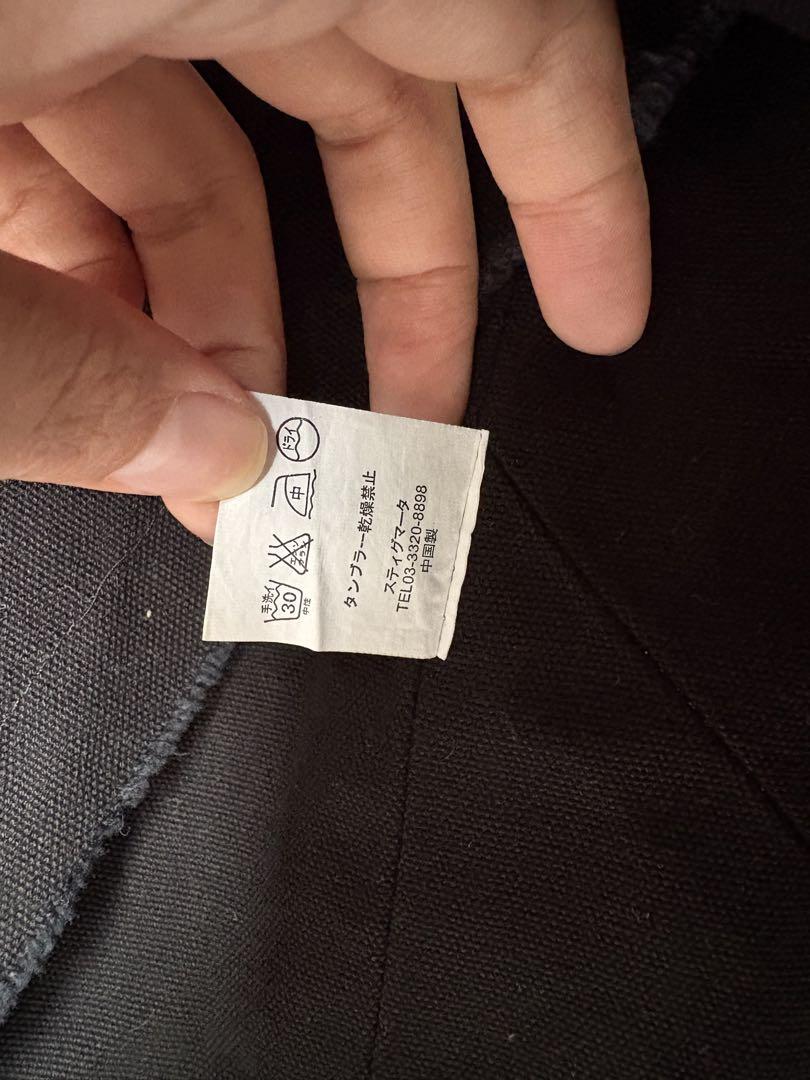 手洗イ
30
中性
中
ドライ
タンブラー乾燥禁止
スティグマータ
TEL03-3320-8898
中国製